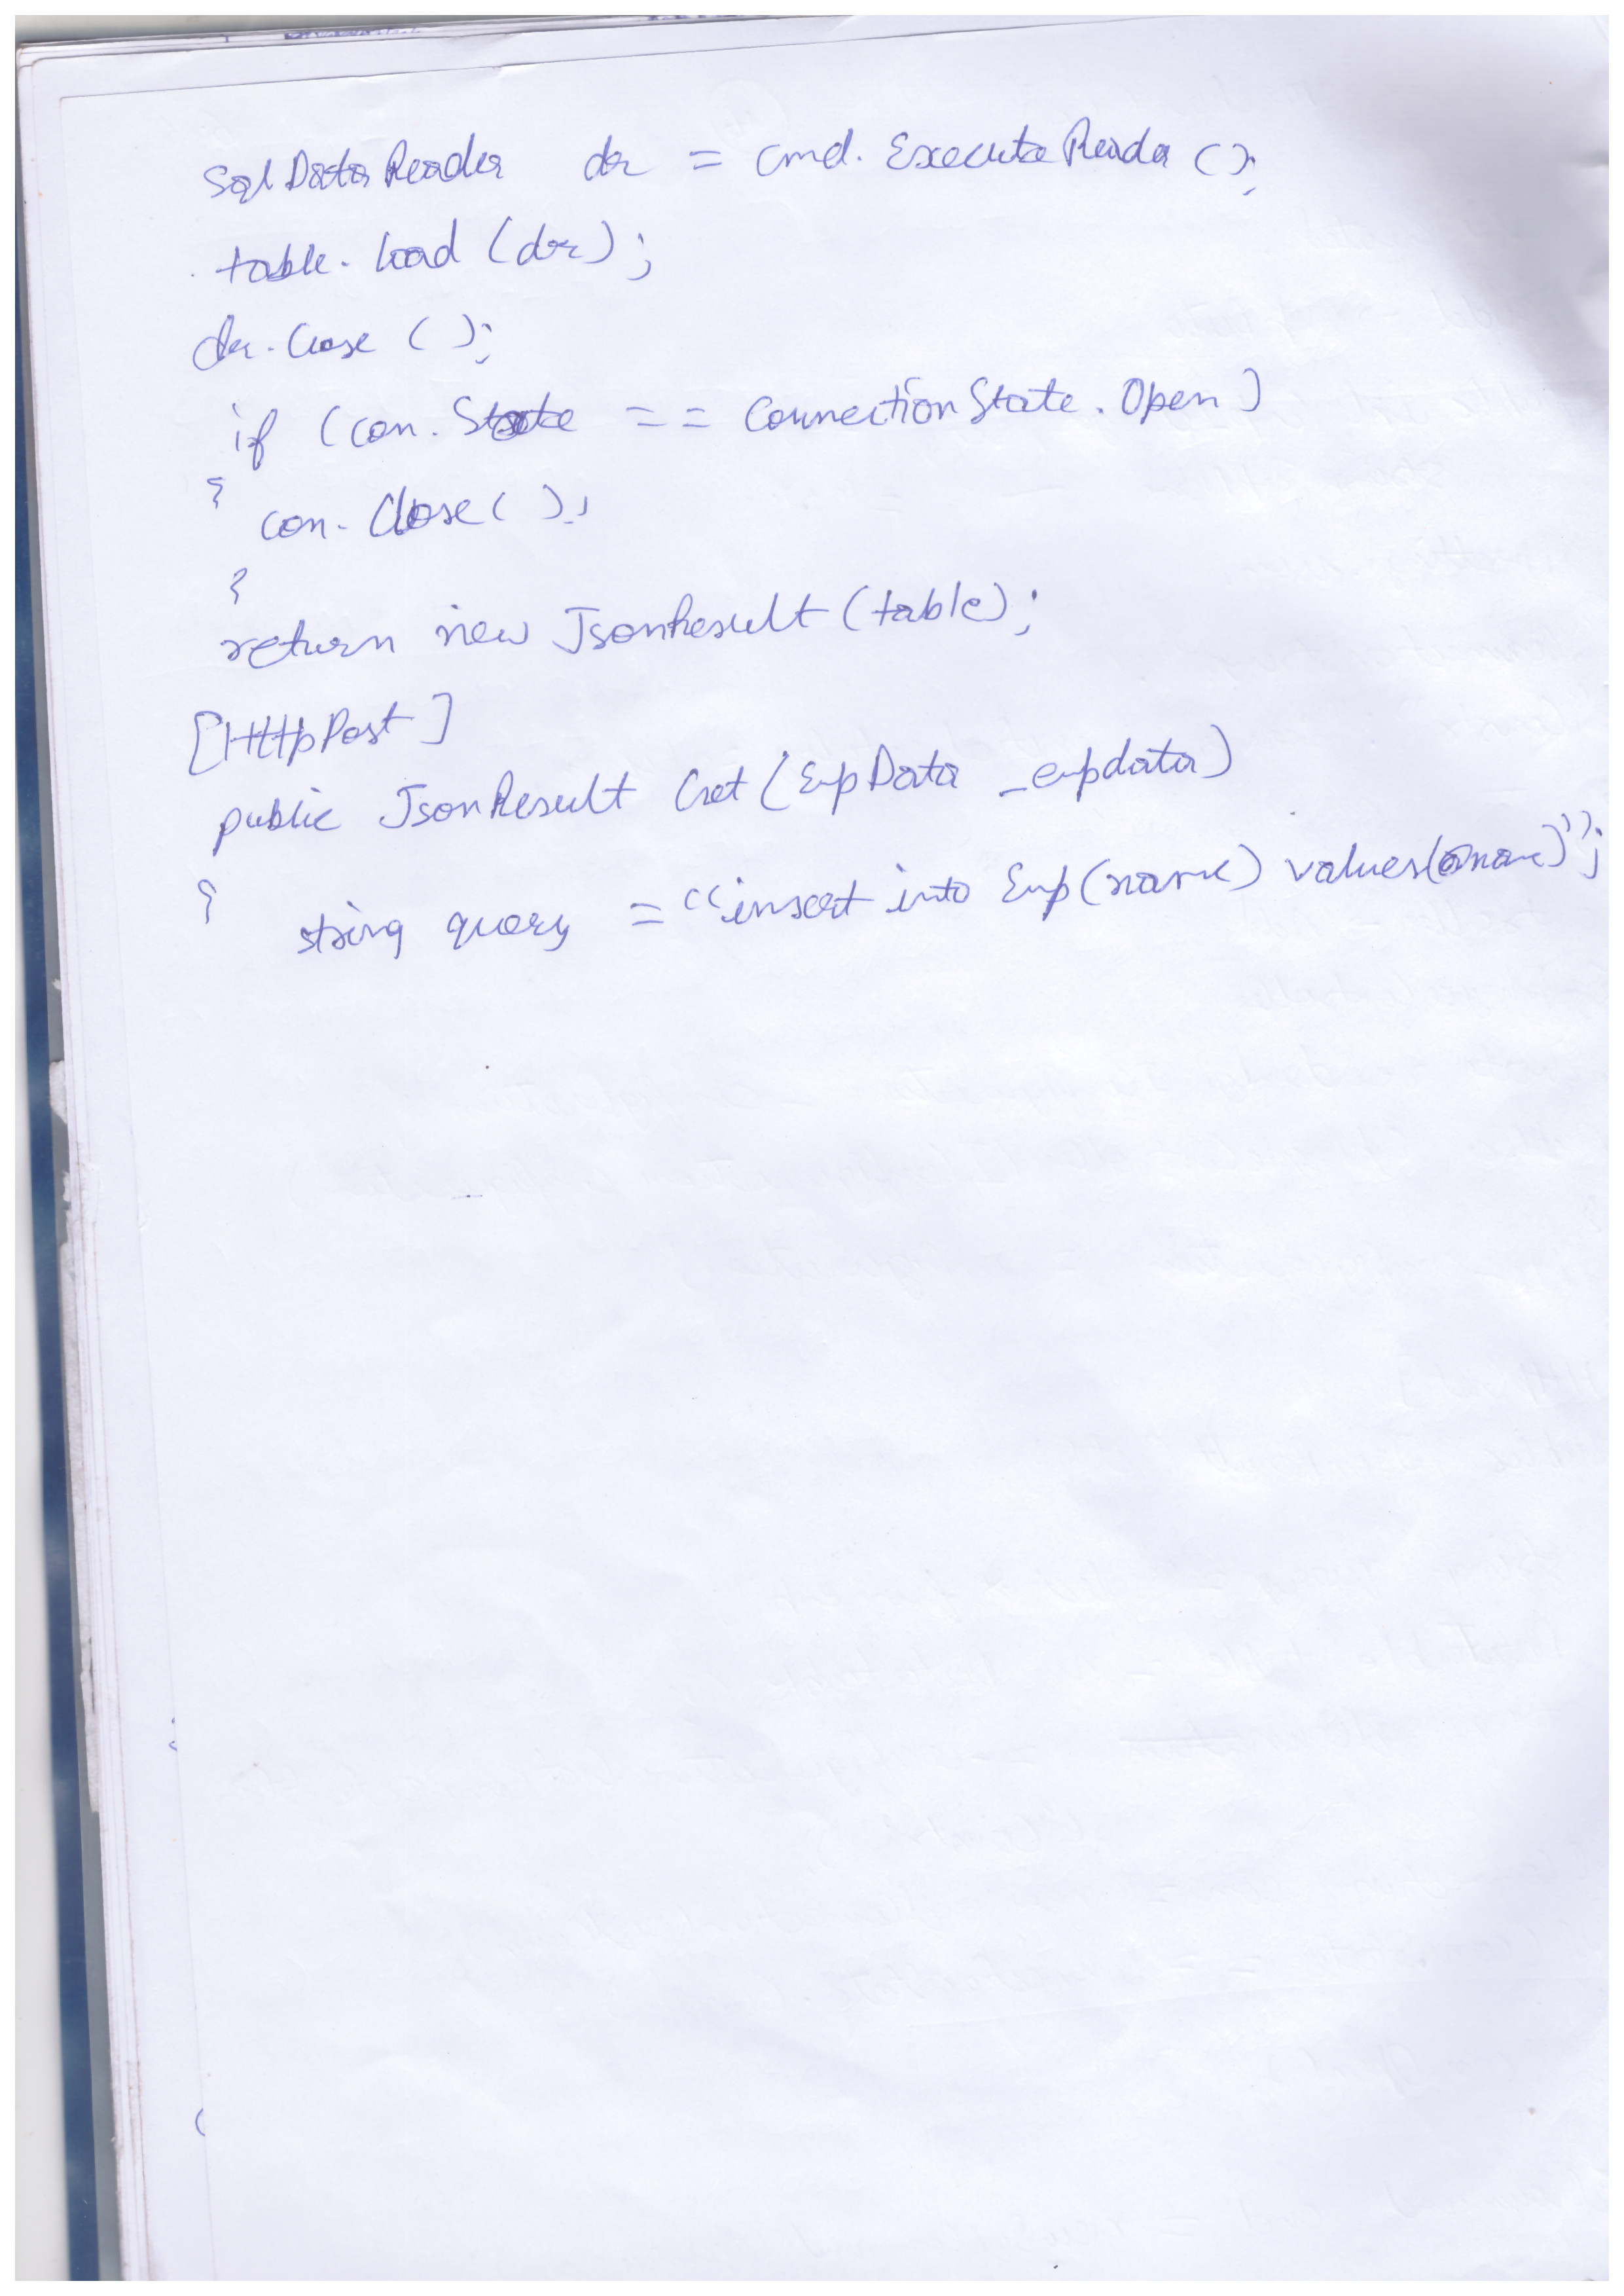 SqlDataReader dr = cmd.ExecuteReader();
table.Load(dr);
dr.Close();
if (con.State == ConnectionState.Open)
{ con.Close();
}
return new JsonResult(table);
[HttpPost]
public JsonResult Get(EmpData _empdata)
{ string query = "insert into Emp(name) values(@name)";